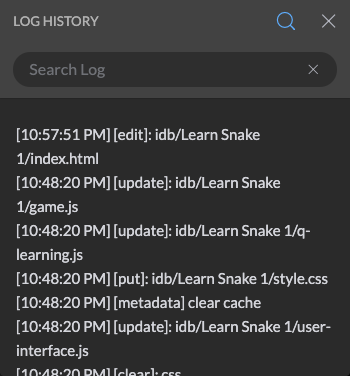 LOG HISTORY
Search Log
[10:57:51 PM] [edit]: idb/Learn Snake
1/index.html
[10:48:20 PM] [update]: idb/Learn Snake
1/game.js
[10:48:20 PM] [update]: idb/Learn Snake 1/q-
learning.js
[10:48:20 PM] [put]: idb/Learn Snake 1/style.css
[10:48:20 PM] [metadata] clear cache
[10:48:20 PM] [update]: idb/Learn Snake 1/user-
interface.js
[10:48:20 PM] [clear]: css